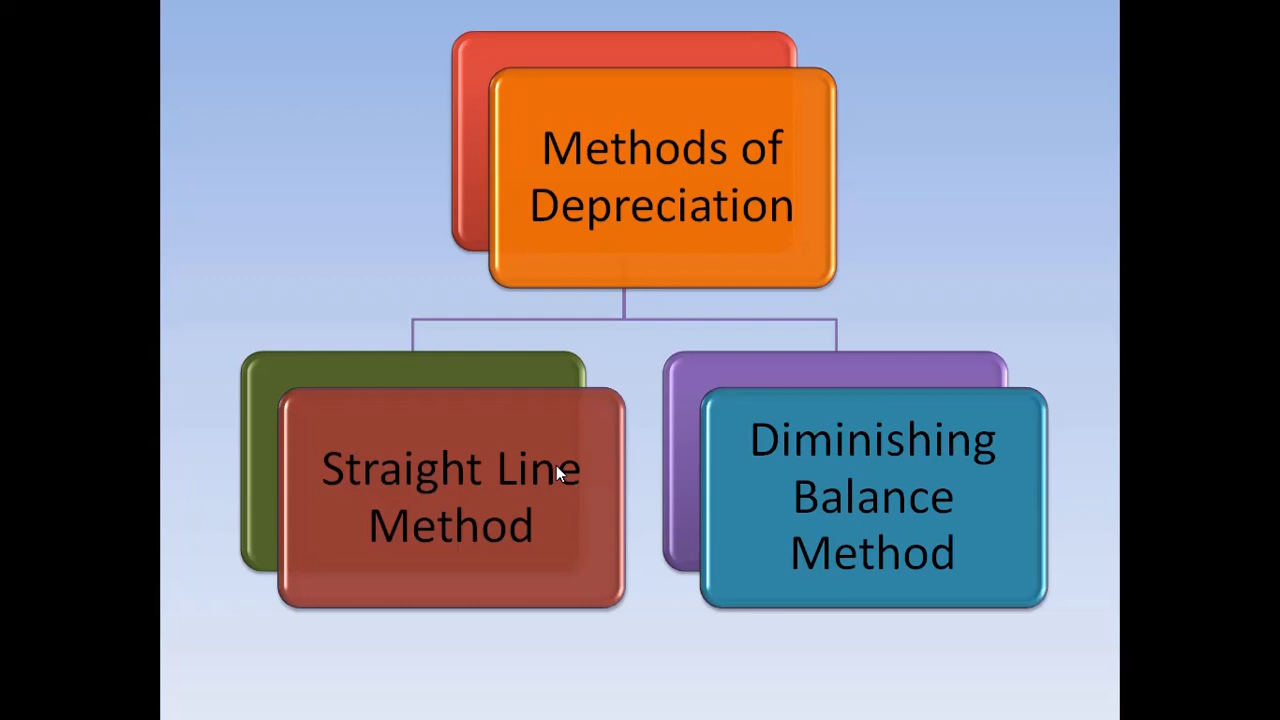 Methods of
Depreciation
Straight Line
Method
Diminishing
Balance
Method